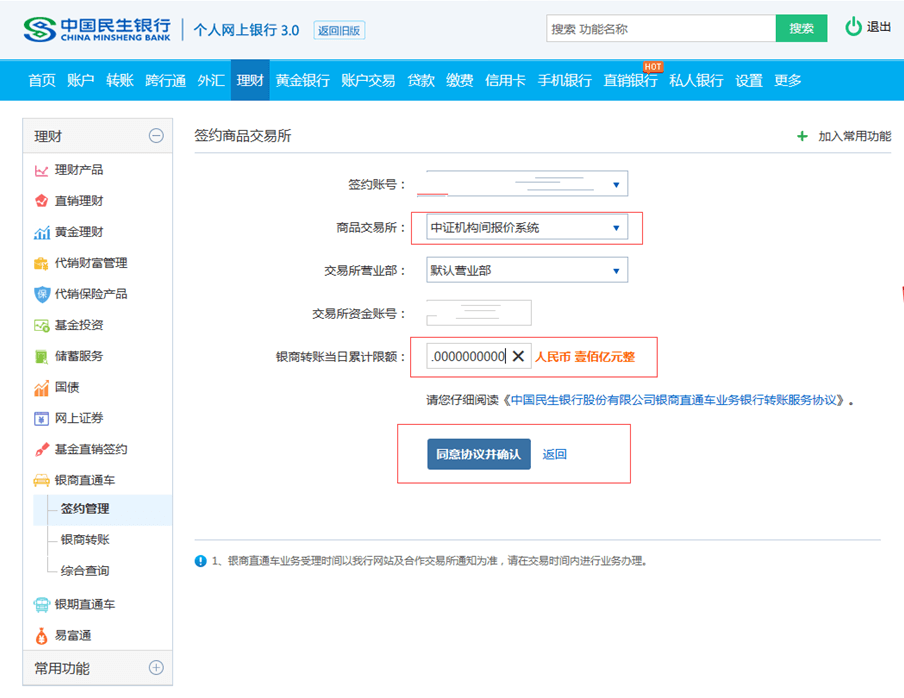 中国民生银行
CHINA MINSHENG BANK
个人网上银行 3.0
返回旧版
搜索 功能名称
搜索
退出
首页 账户 转账 跨行通 外汇 理财 黄金银行 账户交易 贷款 缴费 信用卡 手机银行 直销银行 私人银行 设置 更多
HOT
理财
理财产品
直销理财
黄金理财
代销财富管理
保
代销保险产品
基金投资
储蓄服务
国债
网上证券
基金直销签约
银商直通车
签约管理
银商转账
综合查询
银期直通车
易富通
常用功能
签约商品交易所
加入常用功能
签约账号：
商品交易所： 中证机构间报价系统
交易所营业部： 默认营业部
交易所资金账号：
银商转账当日累计限额： .0000000000 人民币 壹佰亿元整
请您仔细阅读《中国民生银行股份有限公司银商直通车业务银行转账服务协议》。
同意协议并确认 返回
1、银商直通车业务受理时间以我行网站及合作交易所通知为准，请在交易时间内进行业务办理。